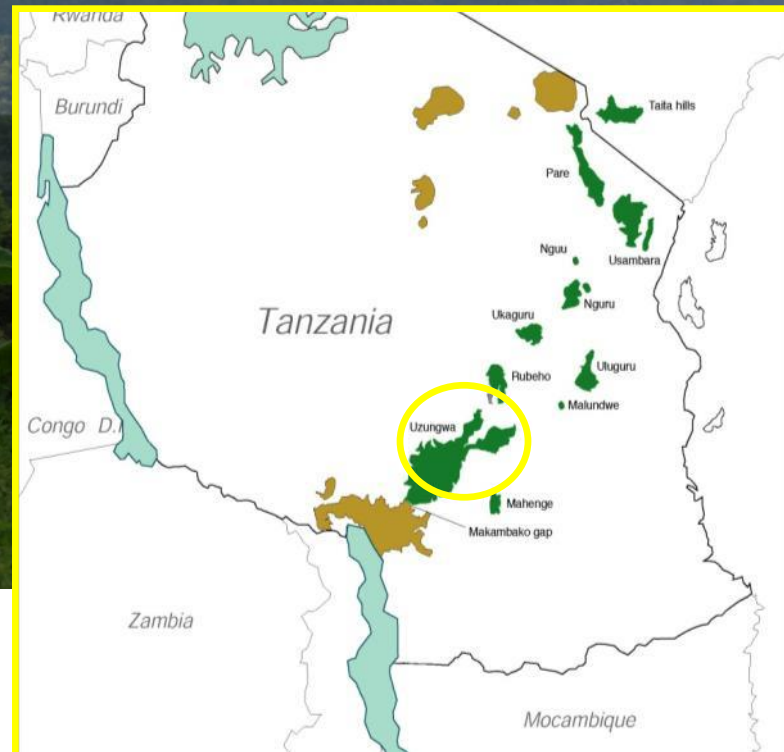 Rwanda
Burundi
Taita hills
Pare
Usambara
Nguu
Nguru
Tanzania
Ukaguru
Uluguru
Rubeho
Malundwe
Congo D.
Uzungwa
Mahenge
Makambako gap
Zambia
Mocambique